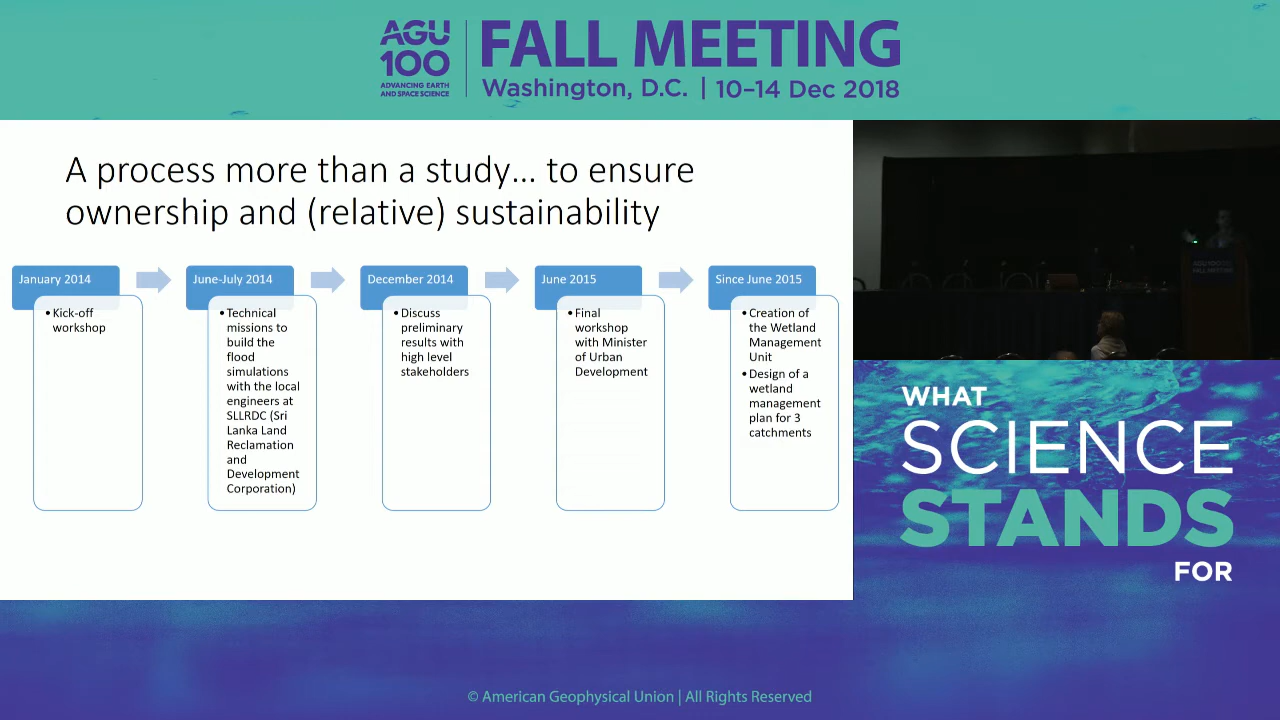 AGU
100
ADVANCING EARTH
AND SPACE SCIENCE
FALL MEETING
Washington, D.C. | 10–14 Dec 2018
A process more than a study... to ensure
ownership and (relative) sustainability
January 2014
• Kick-off
workshop
June-July 2014
• Technical
missions to
build the
flood
simulations
with the local
engineers at
SLLRDC (Sri
Lanka Land
Reclamation
and
Development
Corporation)
December 2014
• Discuss
preliminary
results with
high level
stakeholders
June 2015
• Final
workshop
with Minister
of Urban
Development
Since June 2015
• Creation of
the Wetland
Management
Unit
• Design of a
wetland
management
plan for 3
catchments
AGU 100
FALL MEETING
WHAT
SCIENCE
STANDS
FOR
© American Geophysical Union | All Rights Reserved